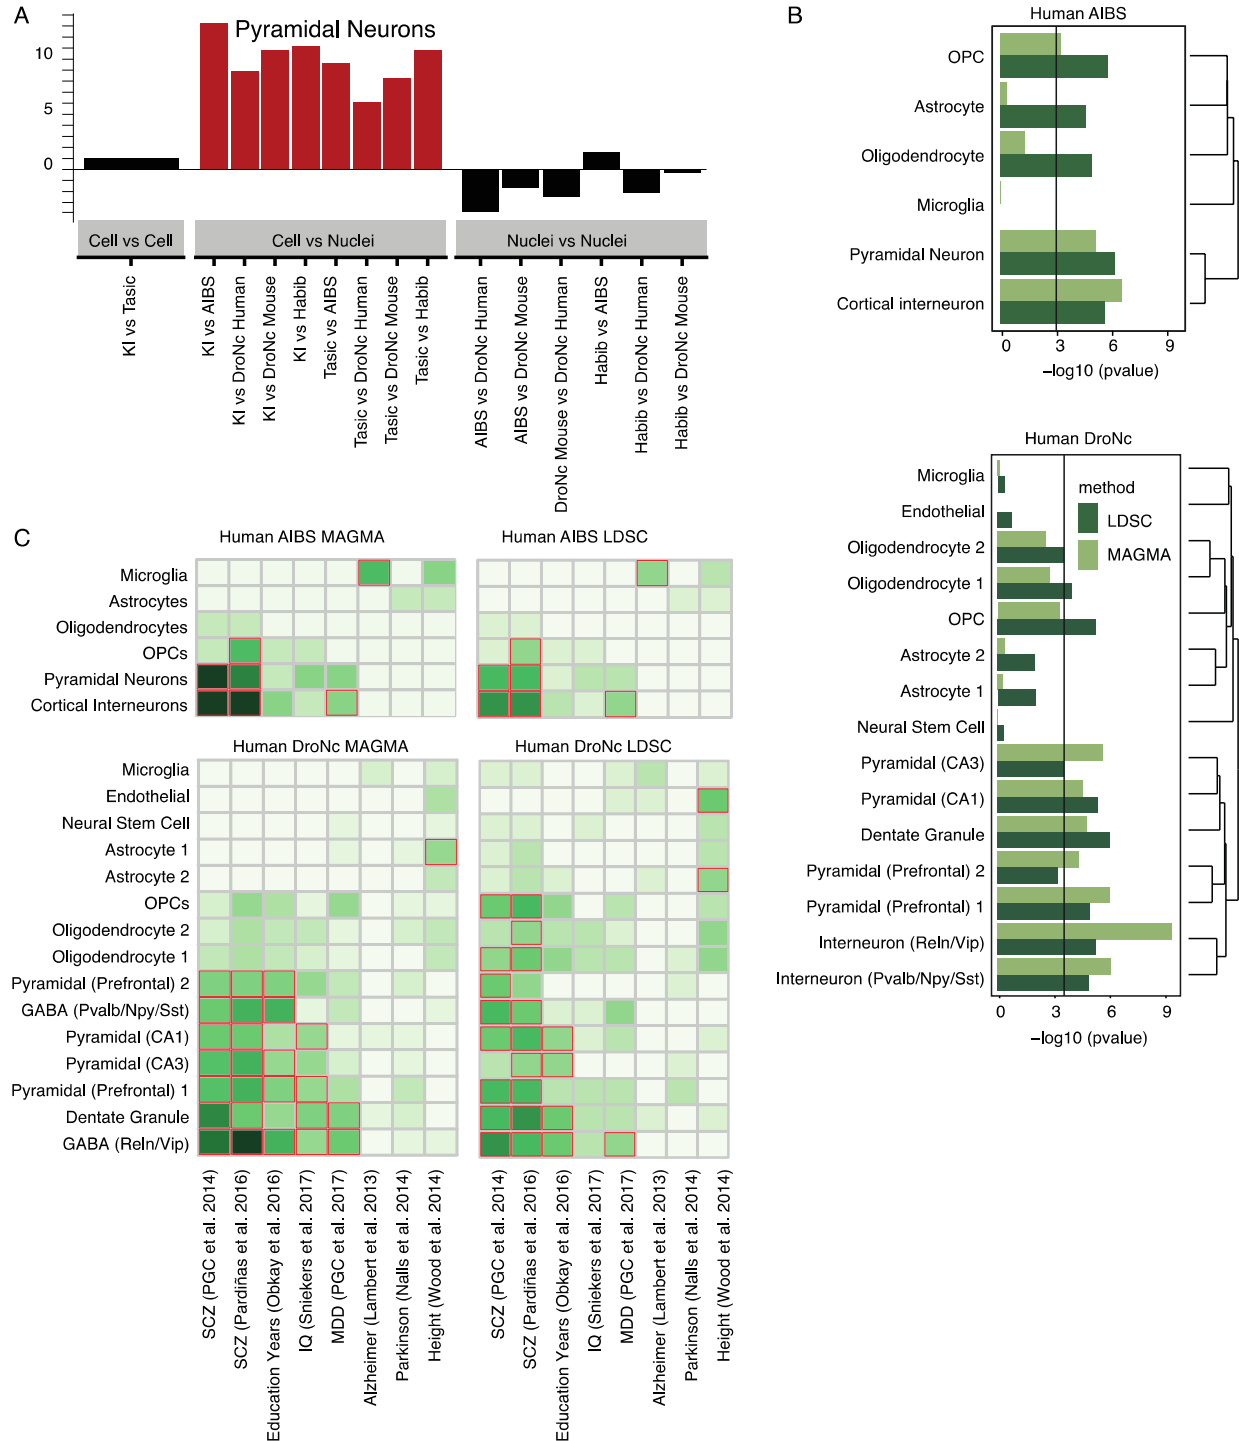 A
Pyramidal Neurons
10
5
0
Cell vs Cell
Cell vs Nuclei
Nuclei vs Nuclei
KI vs Tasic
KI vs AIBS
KI vs DroNc Human
KI vs DroNc Mouse
KI vs Habib
Tasic vs AIBS
Tasic vs DroNc Human
Tasic vs DroNc Mouse
Tasic vs Habib
AIBS vs DroNc Human
AIBS vs DroNc Mouse
DroNc Mouse vs DroNc Human
Habib vs AIBS
Habib vs DroNc Human
Habib vs DroNc Mouse
B
Human AIBS
OPC
Astrocyte
Oligodendrocyte
Microglia
Pyramidal Neuron
Cortical interneuron
0 3 6 9
−log10 (pvalue)
Human DroNc
Microglia
Endothelial
Oligodendrocyte 2
Oligodendrocyte 1
OPC
Astrocyte 2
Astrocyte 1
Neural Stem Cell
Pyramidal (CA3)
Pyramidal (CA1)
Dentate Granule
Pyramidal (Prefrontal) 2
Pyramidal (Prefrontal) 1
Interneuron (Reln/Vip)
Interneuron (Pvalb/Npy/Sst)
method
LDSC
MAGMA
0 3 6 9
−log10 (pvalue)
C
Human AIBS MAGMA
Human AIBS LDSC
Microglia
Astrocytes
Oligodendrocytes
OPCs
Pyramidal Neurons
Cortical Interneurons
Human DroNc MAGMA
Human DroNc LDSC
Microglia
Endothelial
Neural Stem Cell
Astrocyte 1
Astrocyte 2
OPCs
Oligodendrocyte 2
Oligodendrocyte 1
Pyramidal (Prefrontal) 2
GABA (Pvalb/Npy/Sst)
Pyramidal (CA1)
Pyramidal (CA3)
Pyramidal (Prefrontal) 1
Dentate Granule
GABA (Reln/Vip)
SCZ (PGC et al. 2014)
SCZ (Pardiñas et al. 2016)
Education Years (Obkay et al. 2016)
IQ (Sniekers et al. 2017)
MDD (PGC et al. 2017)
Alzheimer (Lambert et al. 2013)
Parkinson (Nalls et al. 2014)
Height (Wood et al. 2014)
SCZ (PGC et al. 2014)
SCZ (Pardiñas et al. 2016)
Education Years (Obkay et al. 2016)
IQ (Sniekers et al. 2017)
MDD (PGC et al. 2017)
Alzheimer (Lambert et al. 2013)
Parkinson (Nalls et al. 2014)
Height (Wood et al. 2014)